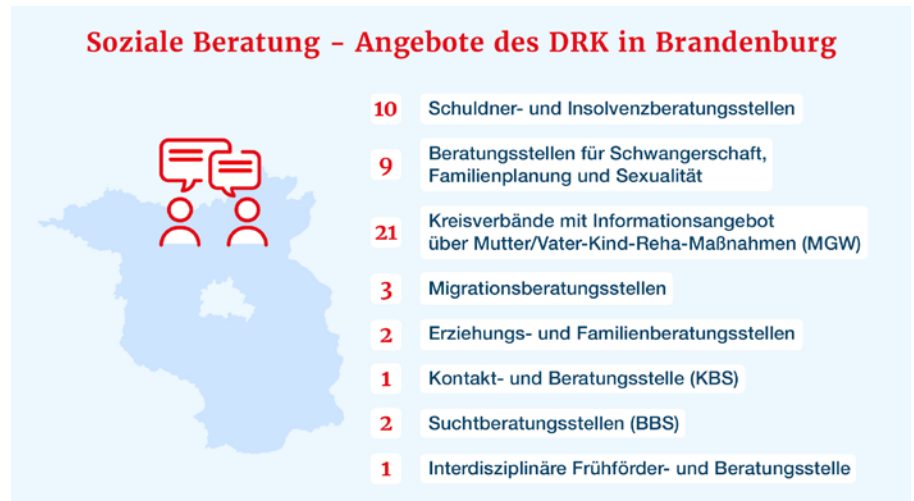 Soziale Beratung – Angebote des DRK in Brandenburg
10 Schuldner- und Insolvenzberatungsstellen
9 Beratungsstellen für Schwangerschaft,
Familienplanung und Sexualität
21 Kreisverbände mit Informationsangebot
über Mutter/Vater-Kind-Reha-Maßnahmen (MGW)
3 Migrationsberatungsstellen
2 Erziehungs- und Familienberatungsstellen
1 Kontakt- und Beratungsstelle (KBS)
2 Suchtberatungsstellen (BBS)
1 Interdisziplinäre Frühförder- und Beratungsstelle